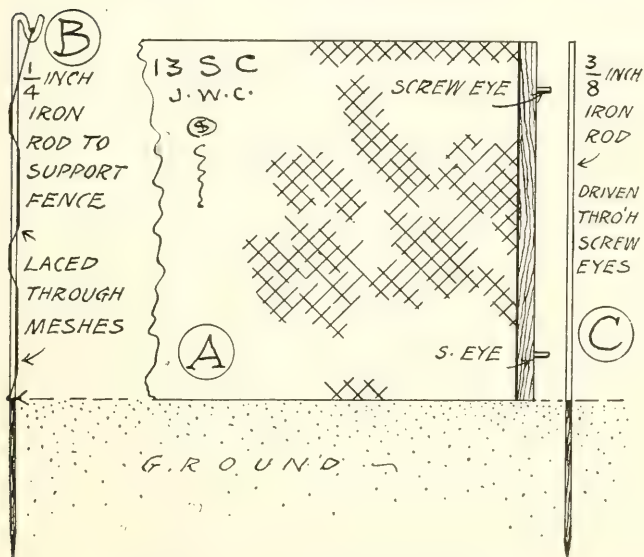 B
1/4 INCH
IRON
ROD TO
SUPPORT
FENCE
LACED
THROUGH
MESHES
13 S C
J.W.C.
$
A
SCREW EYE
S. EYE
3/8 INCH
IRON
ROD
DRIVEN
THRO'H
SCREW
EYES
C
GROUND